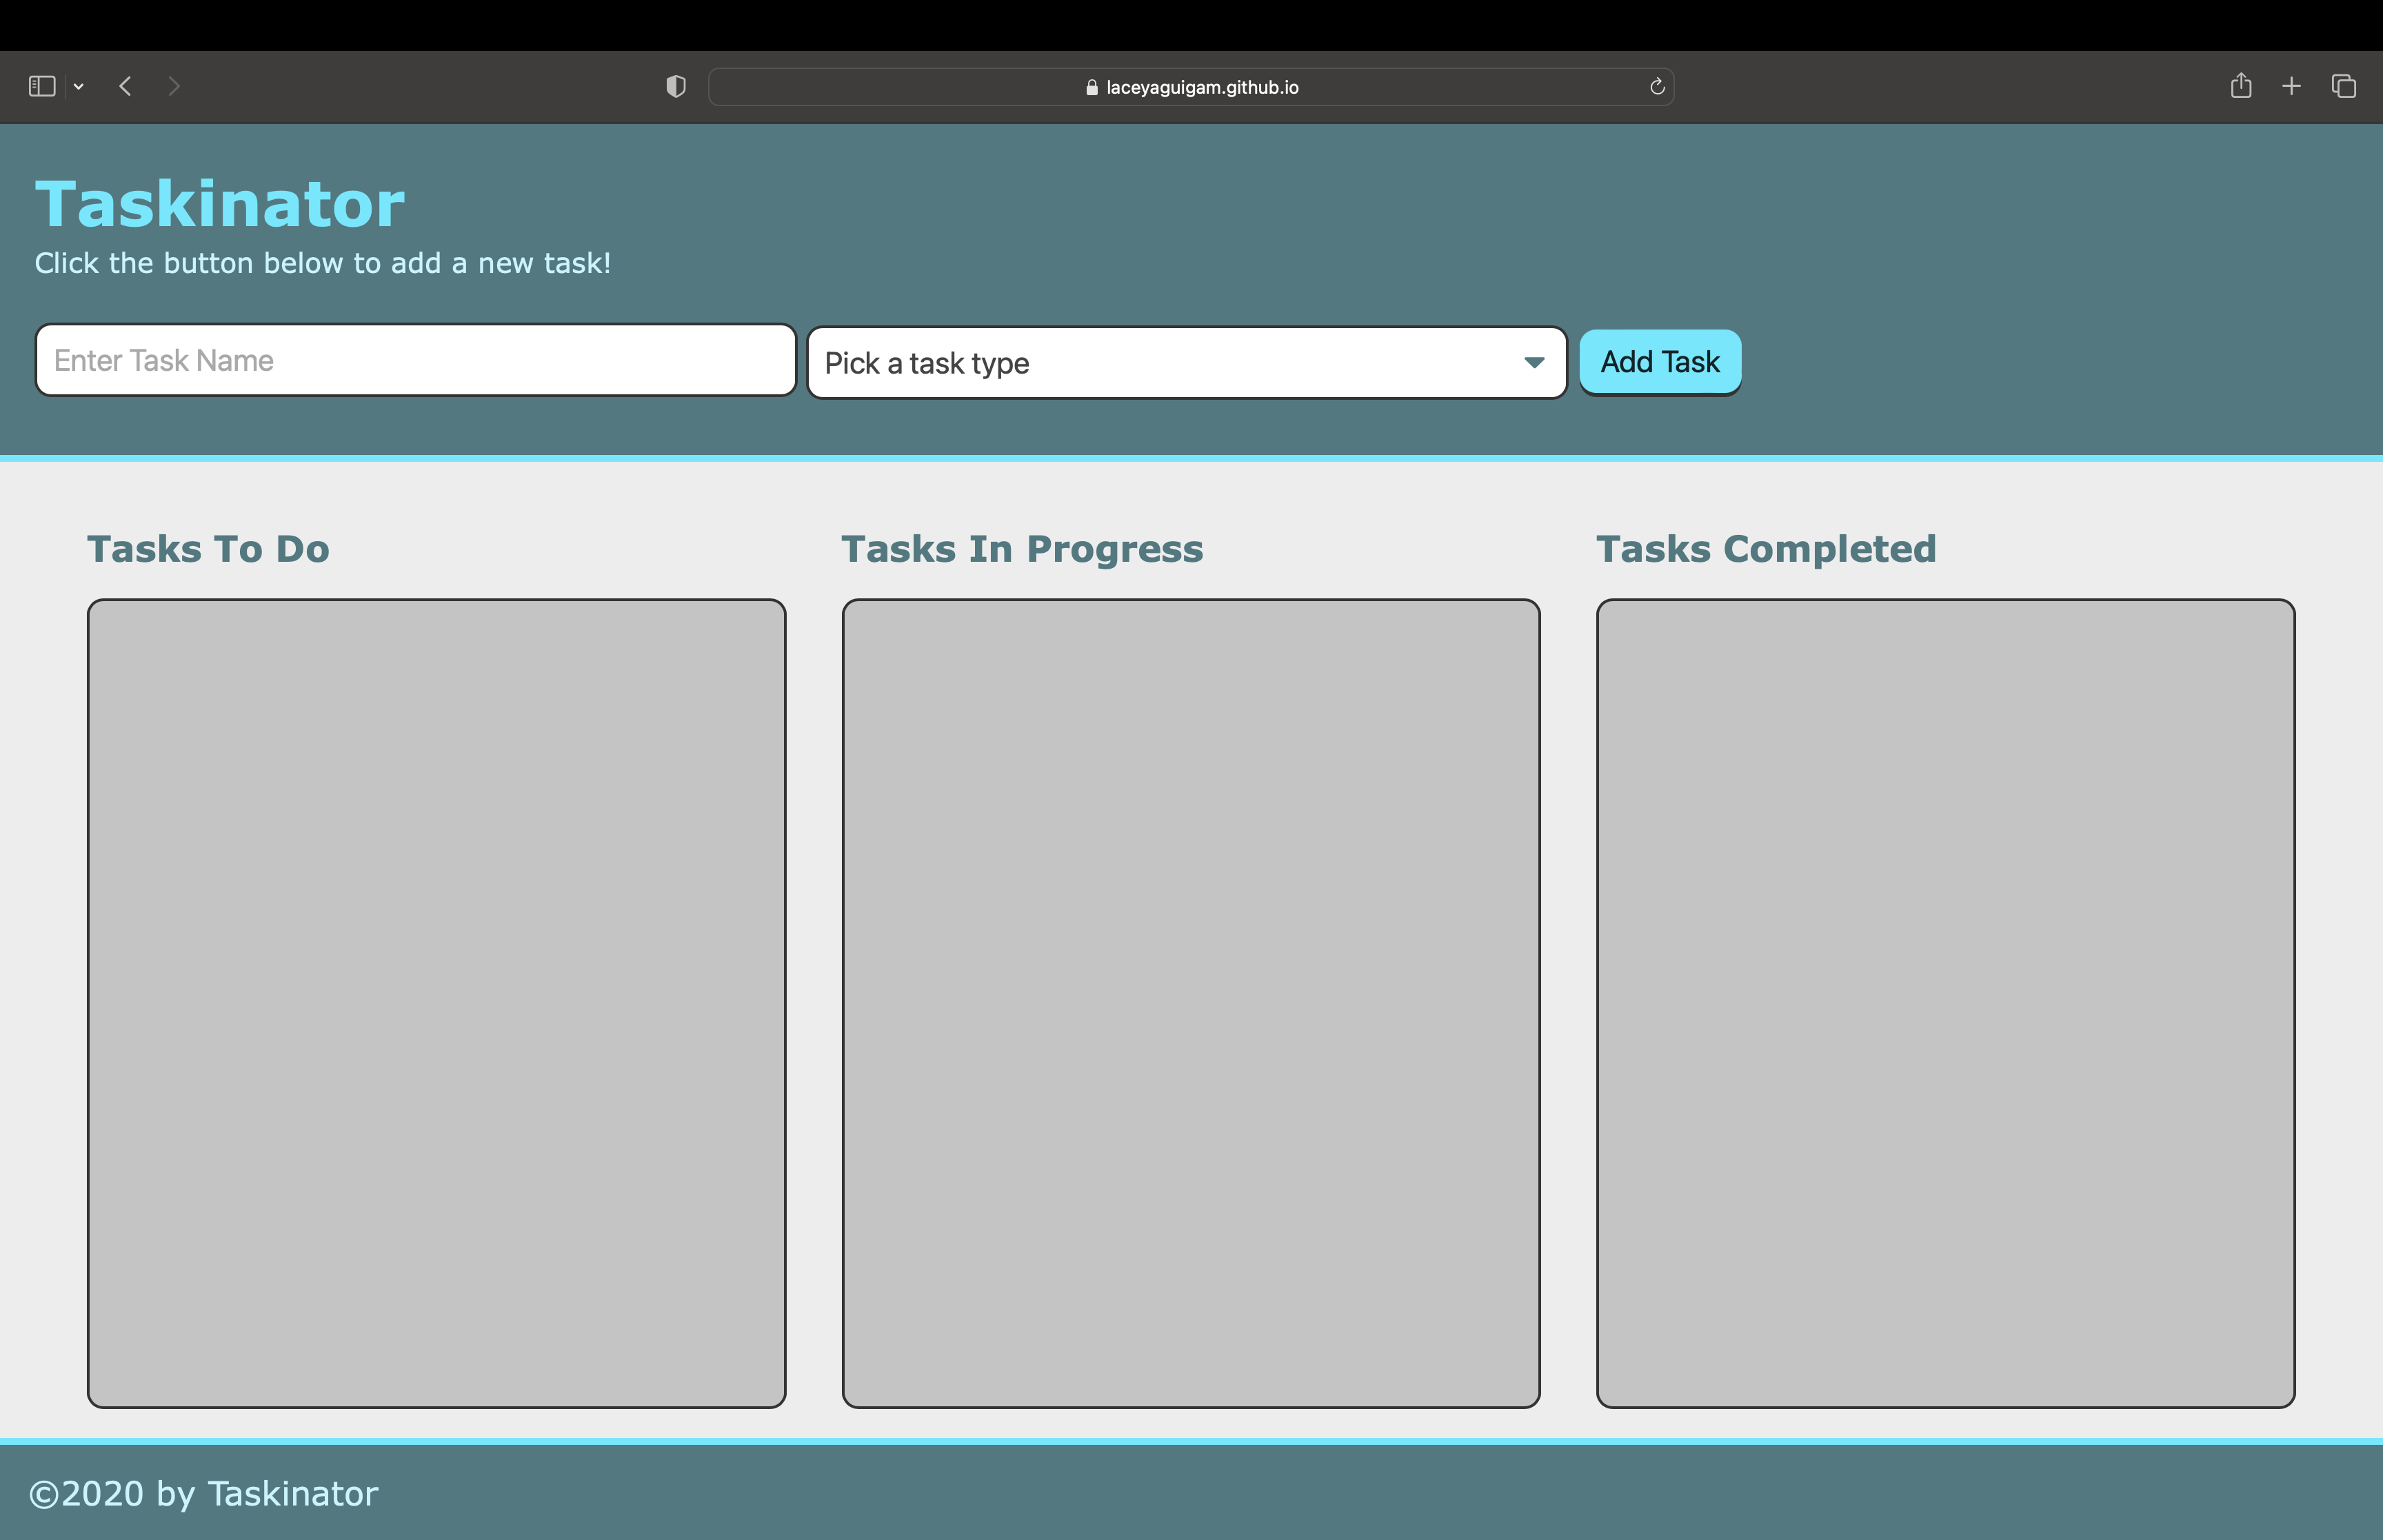 laceyaguigam.github.io
Taskinator
Click the button below to add a new task!
Enter Task Name
Pick a task type
Add Task
Tasks To Do
Tasks In Progress
Tasks Completed
©2020 by Taskinator